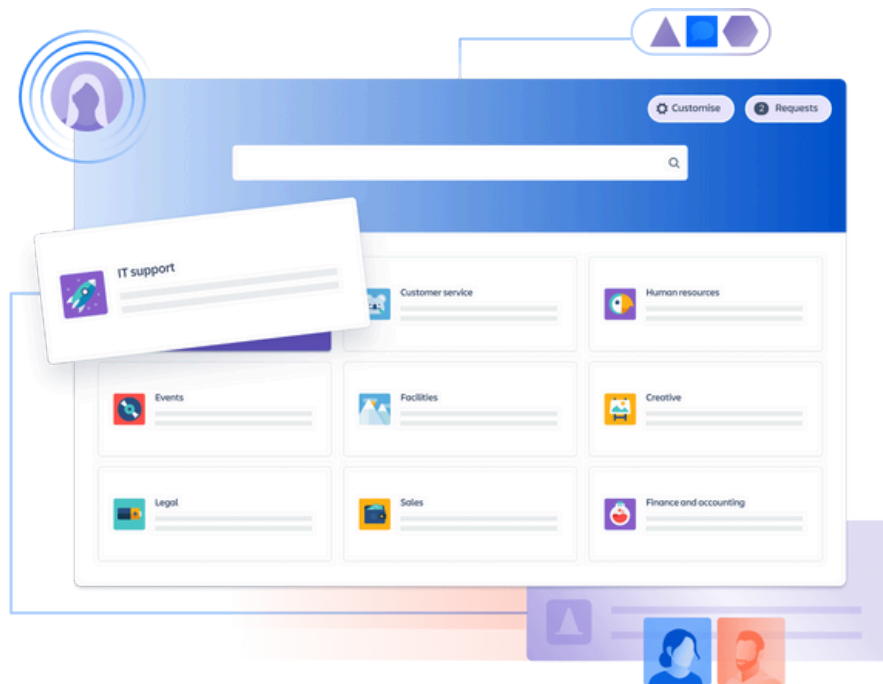 Customise
2 Requests
IT support
Customer service
Human resources
Events
Facilities
Creative
Legal
Sales
Finance and accounting